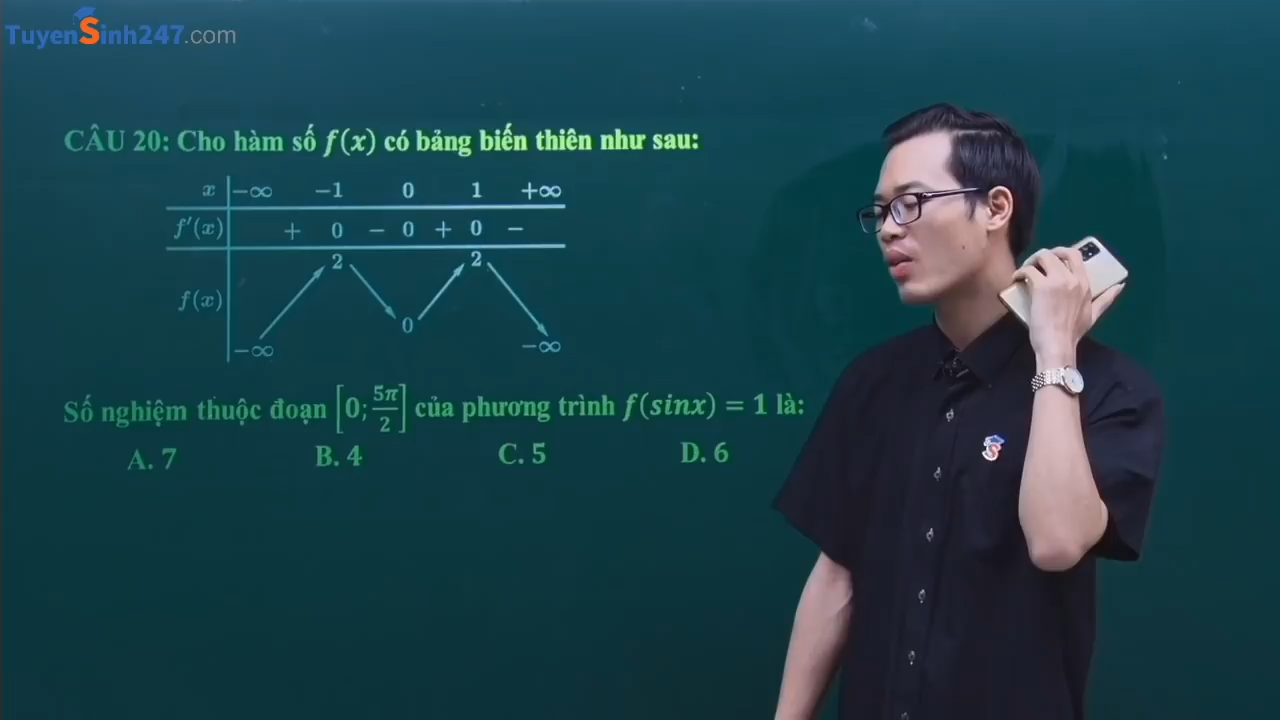 TuyenSinh247.com
CÂU 20: Cho hàm số f(x) có bảng biến thiên như sau:
x −∞ −1 0 1 +∞
f′(x) + 0 − 0 + 0 −
2 2
f(x)
0
−∞ −∞
Số nghiệm thuộc đoạn [0; 5π/2] của phương trình f(sinx) = 1 là:
A. 7 B. 4 C. 5 D. 6